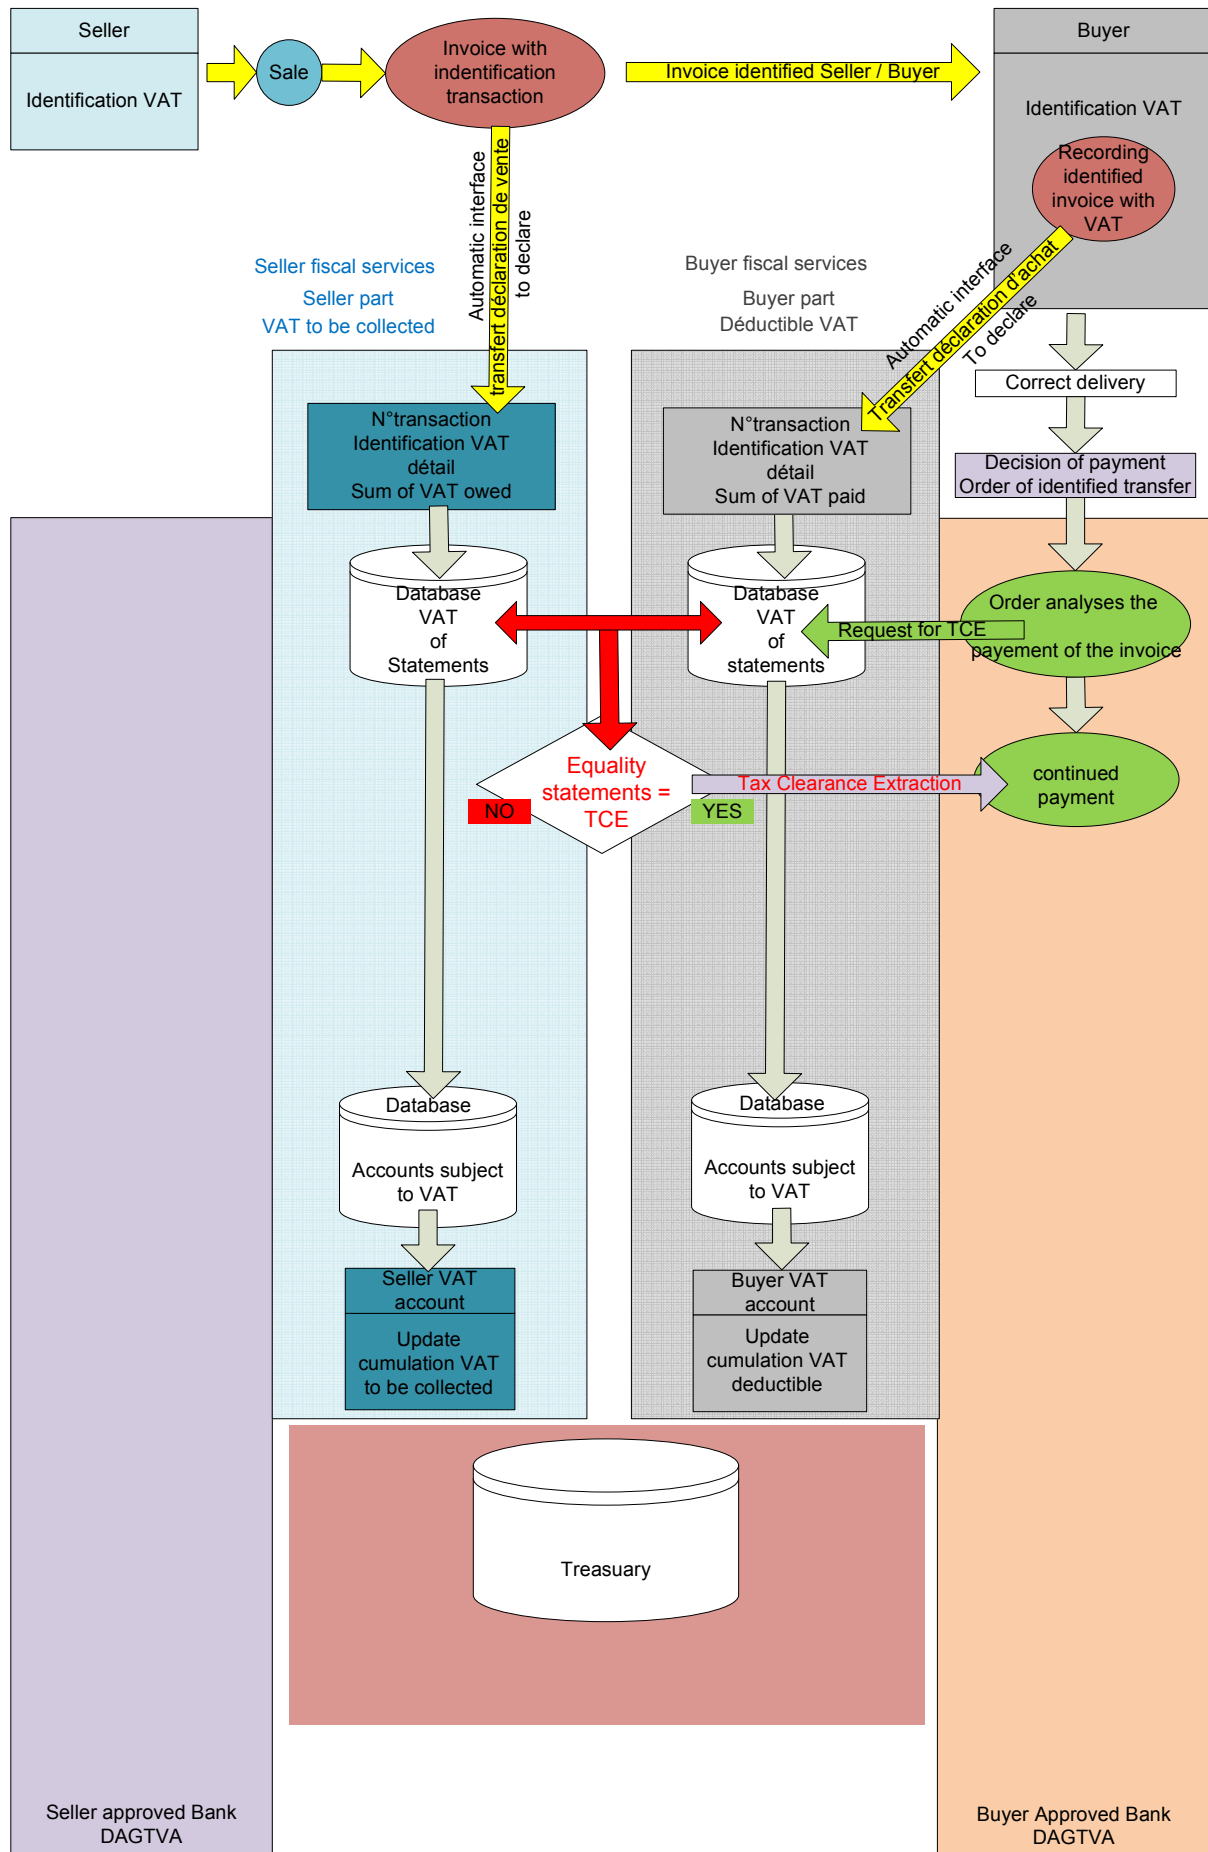 Seller
Identification VAT
Sale
Invoice with
indentification
transaction
Invoice identified Seller / Buyer
Buyer
Identification VAT
Recording
identified
invoice with
VAT
Automatic interface
transfert déclaration de vente
to declare
Automatic interface
Transfert déclaration d'achat
To declare
Seller fiscal services
Seller part
VAT to be collected
Buyer fiscal services
Buyer part
Déductible VAT
Correct delivery
Decision of payment
Order of identified transfer
N°transaction
Identification VAT
détail
Sum of VAT owed
N°transaction
Identification VAT
détail
Sum of VAT paid
Database
VAT
of
Statements
Database
VAT
of
statements
Request for TCE
Order analyses the
payement of the invoice
Equality
statements =
TCE
NO
YES
Tax Clearance Extraction
continued
payment
Database
Accounts subject
to VAT
Database
Accounts subject
to VAT
Seller VAT
account
Update
cumulation VAT
to be collected
Buyer VAT
account
Update
cumulation VAT
deductible
Treasuary
Seller approved Bank
DAGTVA
Buyer Approved Bank
DAGTVA